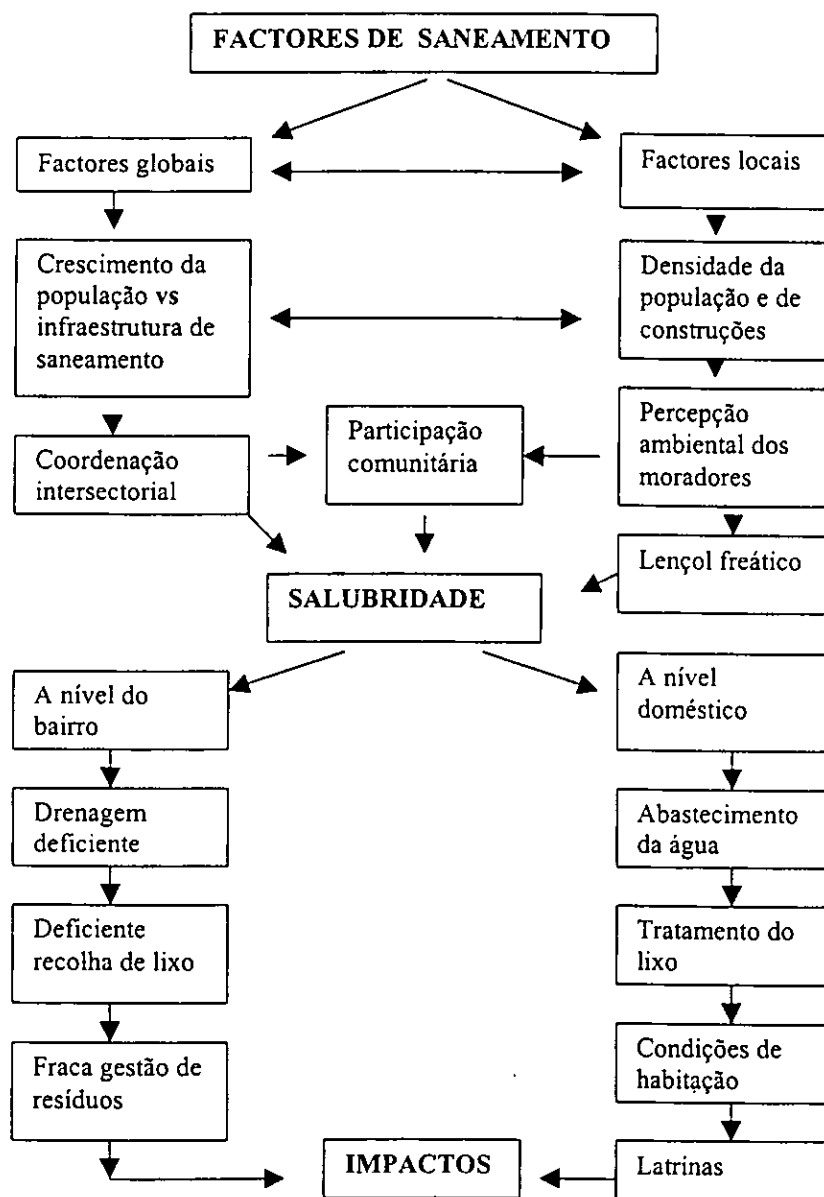 FACTORES DE SANEAMENTO
Factores globais
Factores locais
Crescimento da
população vs
infraestrutura de
saneamento
Densidade da
população e de
construções
Coordenação
intersectorial
Participação
comunitária
Percepção
ambiental dos
moradores
Lençol freático
SALUBRIDADE
A nível do
bairro
A nível
doméstico
Drenagem
deficiente
Abastecimento
da água
Deficiente
recolha de lixo
Tratamento do
lixo
Fraca gestão de
resíduos
Condições de
habitação
IMPACTOS
Latrinas